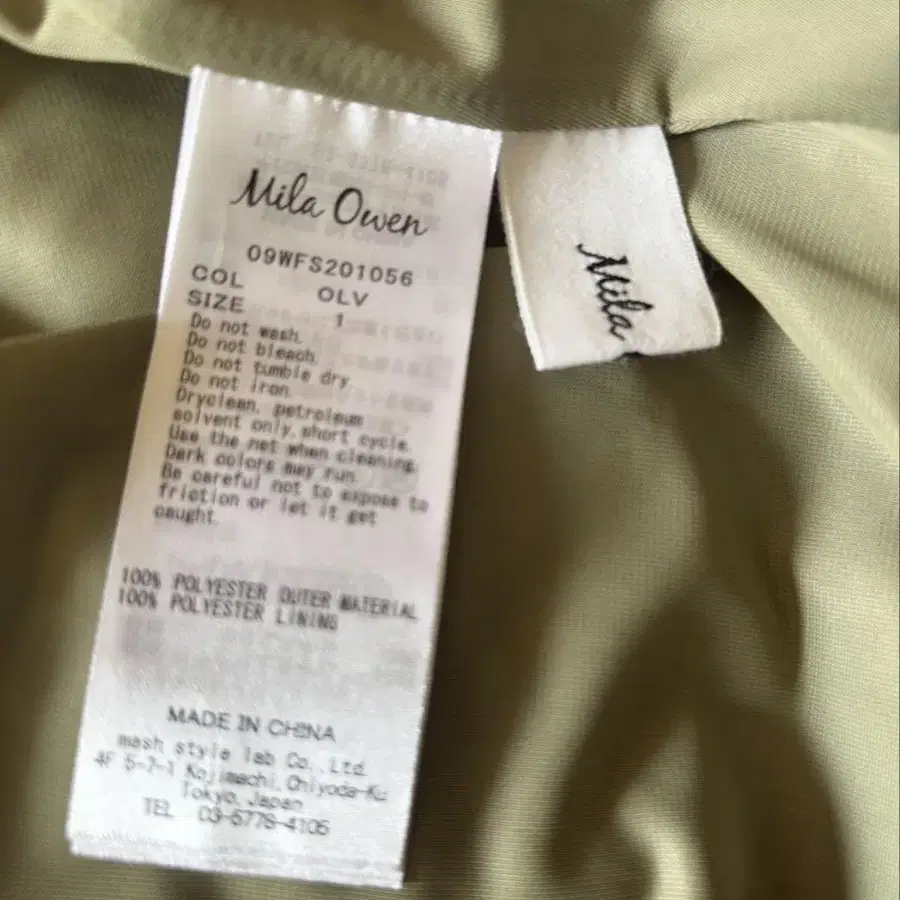 Mila Owen
09WFS201056
COL OLV
SIZE 1
Do not wash.
Do not bleach.
Do not tumble dry.
Do not iron.
Dryclean, petroleum
solvent only, short cycle.
Use the net when cleaning.
Dark colors may run.
Be careful not to expose to
friction or let it get
caught.
100% POLYESTER OUTER MATERIAL
100% POLYESTER LINING
MADE IN CHINA
mash style lab Co., Ltd.
4F 5-7-1 Kojimachi, Chiyoda-Ku
Tokyo, Japan
TEL 03-5778-4105
Mila